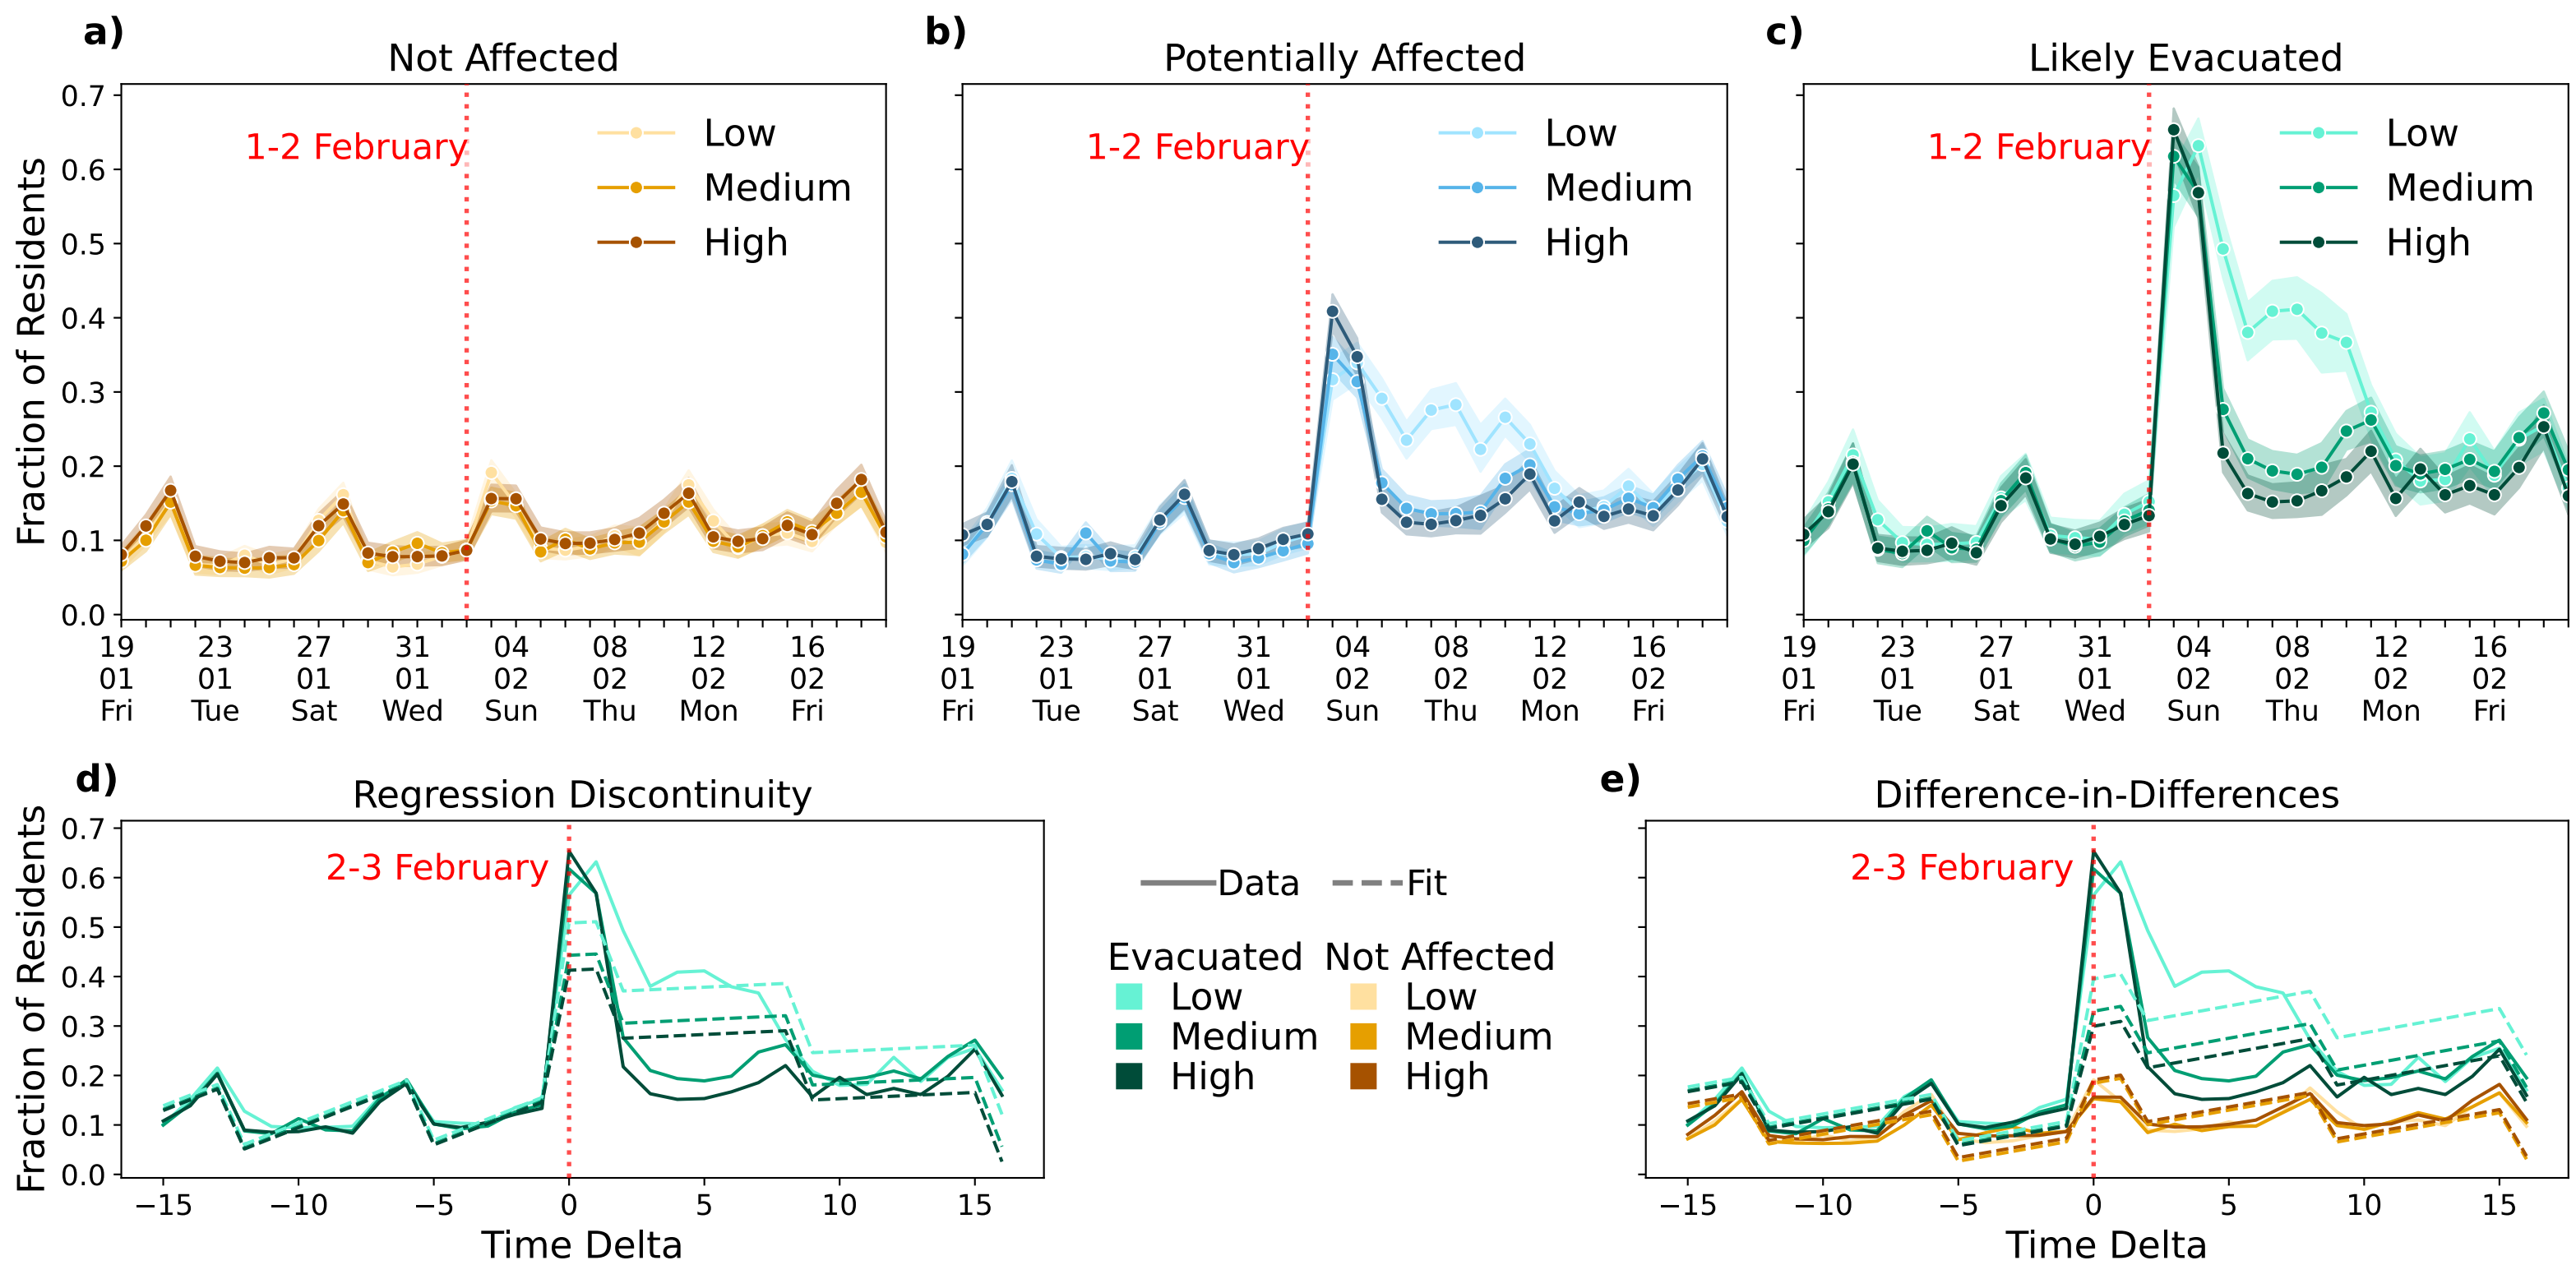 a)
Not Affected
b)
Potentially Affected
c)
Likely Evacuated
Fraction of Residents
0.7
0.6
0.5
0.4
0.3
0.2
0.1
0.0
1-2 February
Low
Medium
High
1-2 February
Low
Medium
High
1-2 February
Low
Medium
High
19 23 27 31 04 08 12 16
01 01 01 01 02 02 02 02
Fri Tue Sat Wed Sun Thu Mon Fri
19 23 27 31 04 08 12 16
01 01 01 01 02 02 02 02
Fri Tue Sat Wed Sun Thu Mon Fri
19 23 27 31 04 08 12 16
01 01 01 01 02 02 02 02
Fri Tue Sat Wed Sun Thu Mon Fri
d)
Regression Discontinuity
Fraction of Residents
0.7
0.6
0.5
0.4
0.3
0.2
0.1
0.0
2-3 February
−15 −10 −5 0 5 10 15
Time Delta
Data Fit
Evacuated Not Affected
Low Low
Medium Medium
High High
e)
Difference-in-Differences
2-3 February
−15 −10 −5 0 5 10 15
Time Delta